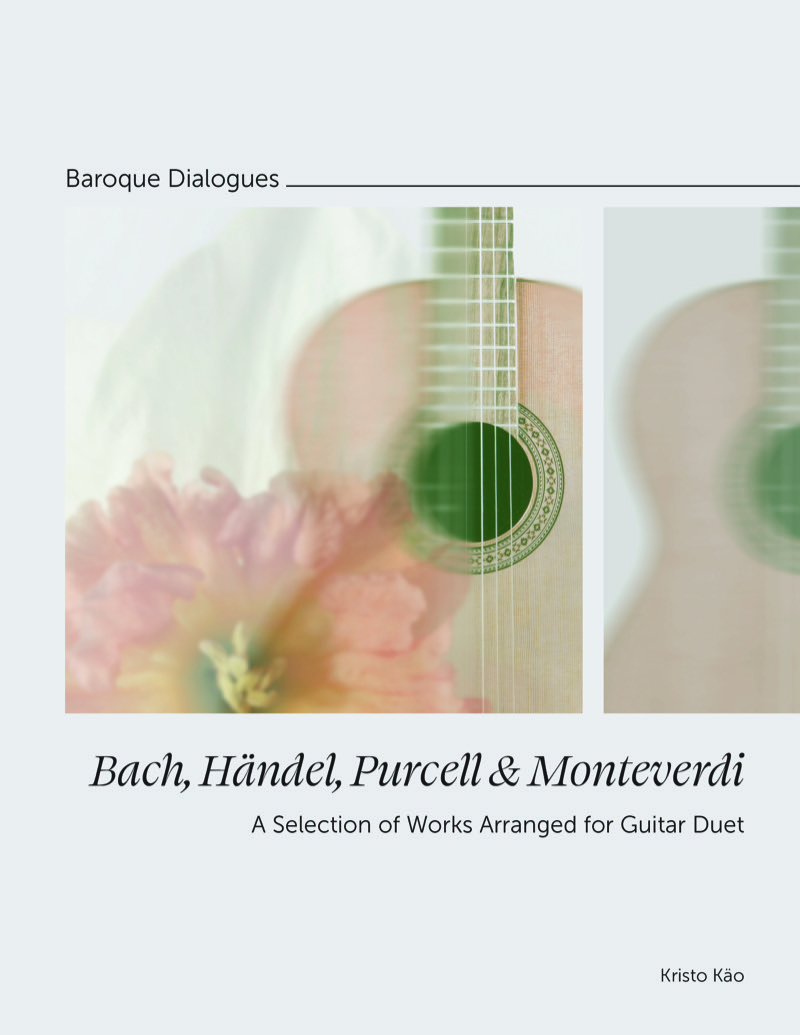 Baroque Dialogues
Bach, Händel, Purcell & Monteverdi
A Selection of Works Arranged for Guitar Duet
Kristo Käo